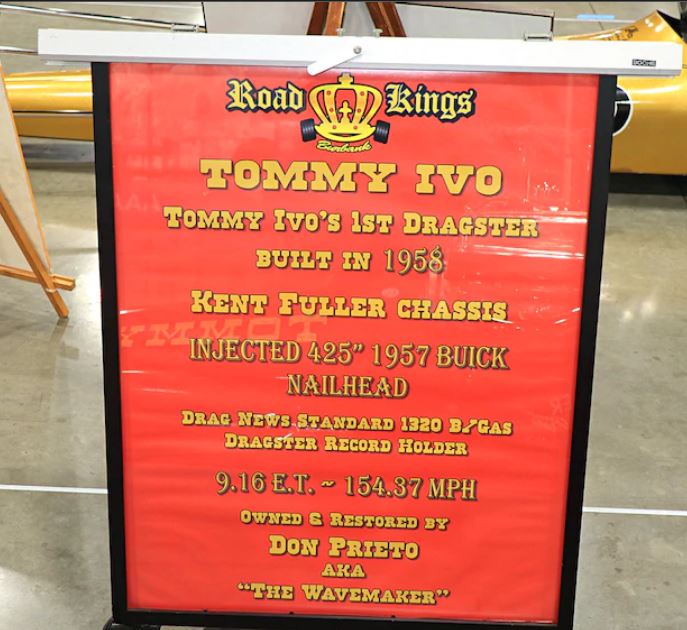 Road Kings
Burbank
TOMMY IVO
TOMMY IVO'S 1ST DRAGSTER
BUILT IN 1958
KENT FULLER CHASSIS
INJECTED 425" 1957 BUICK
NAILHEAD
DRAG NEWS STANDARD 1320 B/GAS
DRAGSTER RECORD HOLDER
9.16 E.T. ~ 154.37 MPH
OWNED & RESTORED BY
DON PRIETO
AKA
"THE WAVEMAKER"